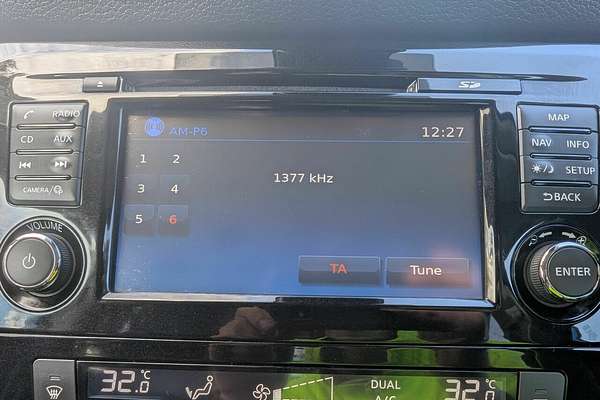 SD
RADIO
CD AUX
CAMERA/
VOLUME
AM-P6 12:27
1 2
3 4
5 6
1377 kHz
TA Tune
MAP
NAV INFO
SETUP
BACK
ENTER
32.0 °C
DUAL
A/C
32.0 °C